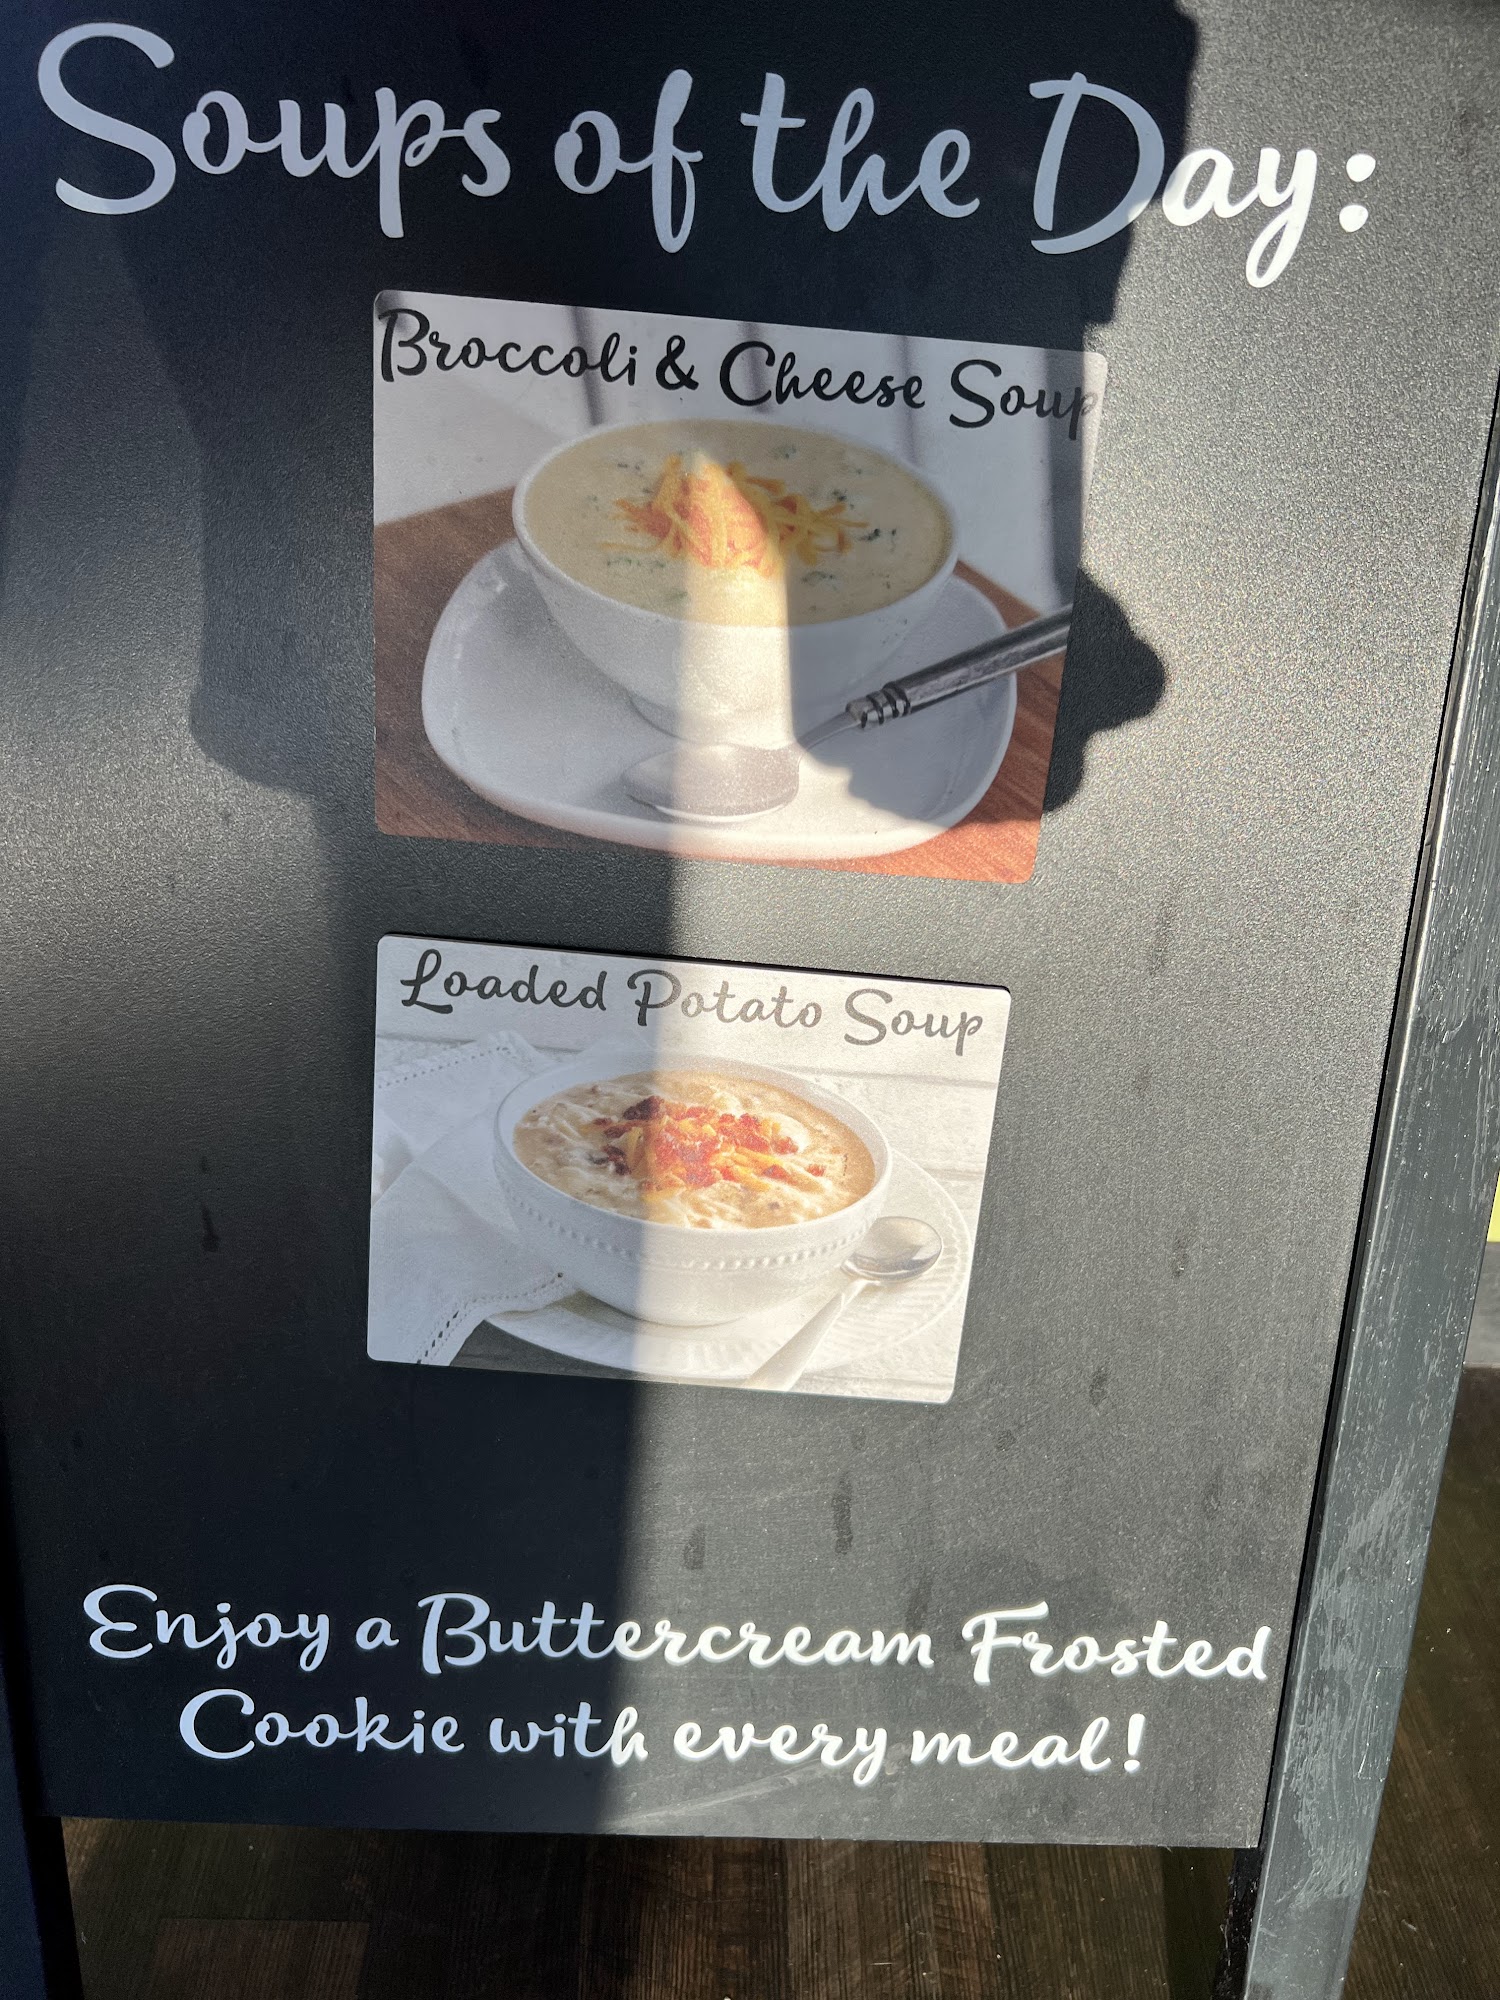 Soups of the Day:
Broccoli & Cheese Soup
Loaded Potato Soup
Enjoy a Buttercream Frosted
Cookie with every meal!